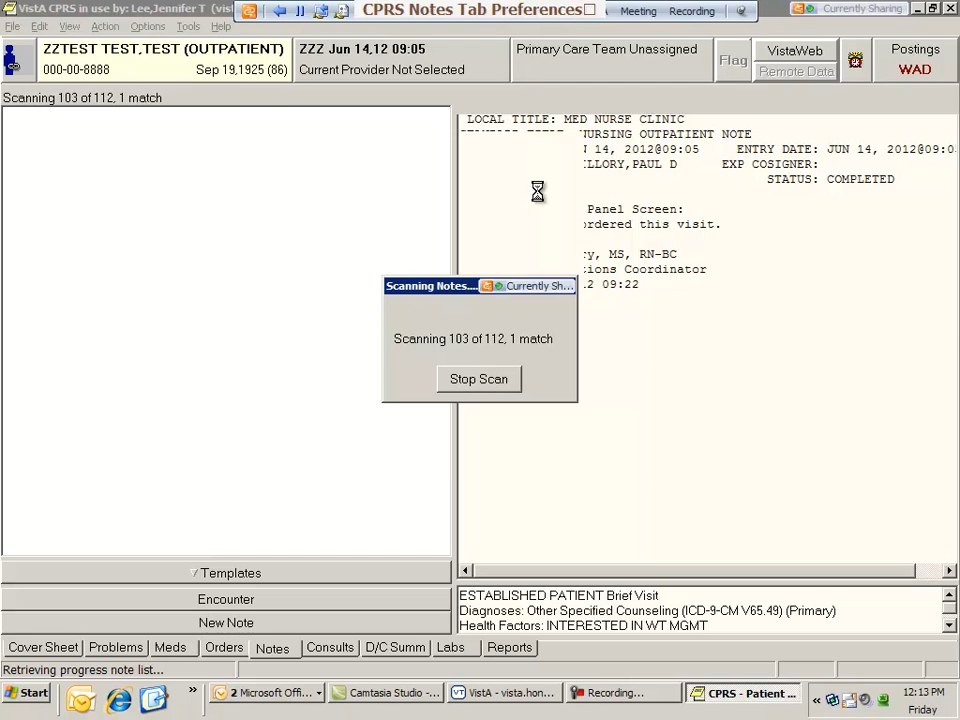 VistA CPRS in use by: Lee,Jennifer T (vist
CPRS Notes Tab Preferences
Meeting
Recording
Currently Sharing
File Edit View Action Options Tools Help
ZZTEST TEST,TEST (OUTPATIENT)
000-00-8888 Sep 19,1925 (86)
ZZZ Jun 14,12 09:05
Current Provider Not Selected
Primary Care Team Unassigned
Flag
VistaWeb
Remote Data
Postings
WAD
Scanning 103 of 112, 1 match
LOCAL TITLE: MED NURSE CLINIC
NURSING OUTPATIENT NOTE
14, 2012@09:05 ENTRY DATE: JUN 14, 2012@09:0
LLORY,PAUL D EXP COSIGNER:
STATUS: COMPLETED
Panel Screen:
ordered this visit.
y, MS, RN-BC
ions Coordinator
12 09:22
Scanning Notes.... Currently Sh...
Scanning 103 of 112, 1 match
Stop Scan
Templates
Encounter
New Note
ESTABLISHED PATIENT Brief Visit
Diagnoses: Other Specified Counseling (ICD-9-CM V65.49) (Primary)
Health Factors: INTERESTED IN WT MGMT
Cover Sheet Problems Meds Orders Notes Consults D/C Summ Labs Reports
Retrieving progress note list...
Start
»
2 Microsoft Offi...
Camtasia Studio -...
VistA - vista.hon...
Recording...
CPRS - Patient ...
«
12:13 PM
Friday